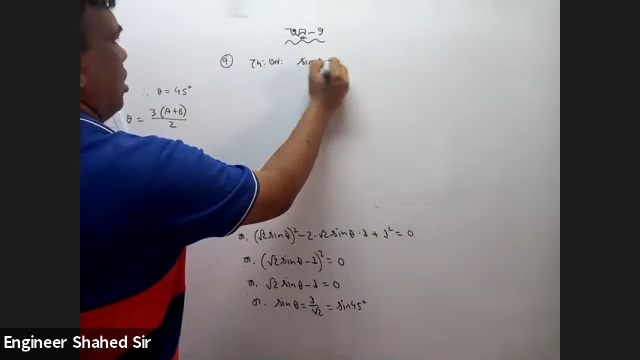 ∴ θ = 45°
θ = 3(A+B)/2
দে: আ: sin
বা, (√2 sinθ)² − 2·√2 sinθ·1 + 1² = 0
বা, (√2 sinθ − 1)² = 0
বা, √2 sinθ − 1 = 0
বা, sinθ = 1/√2 = sin45°
Engineer Shahed Sir